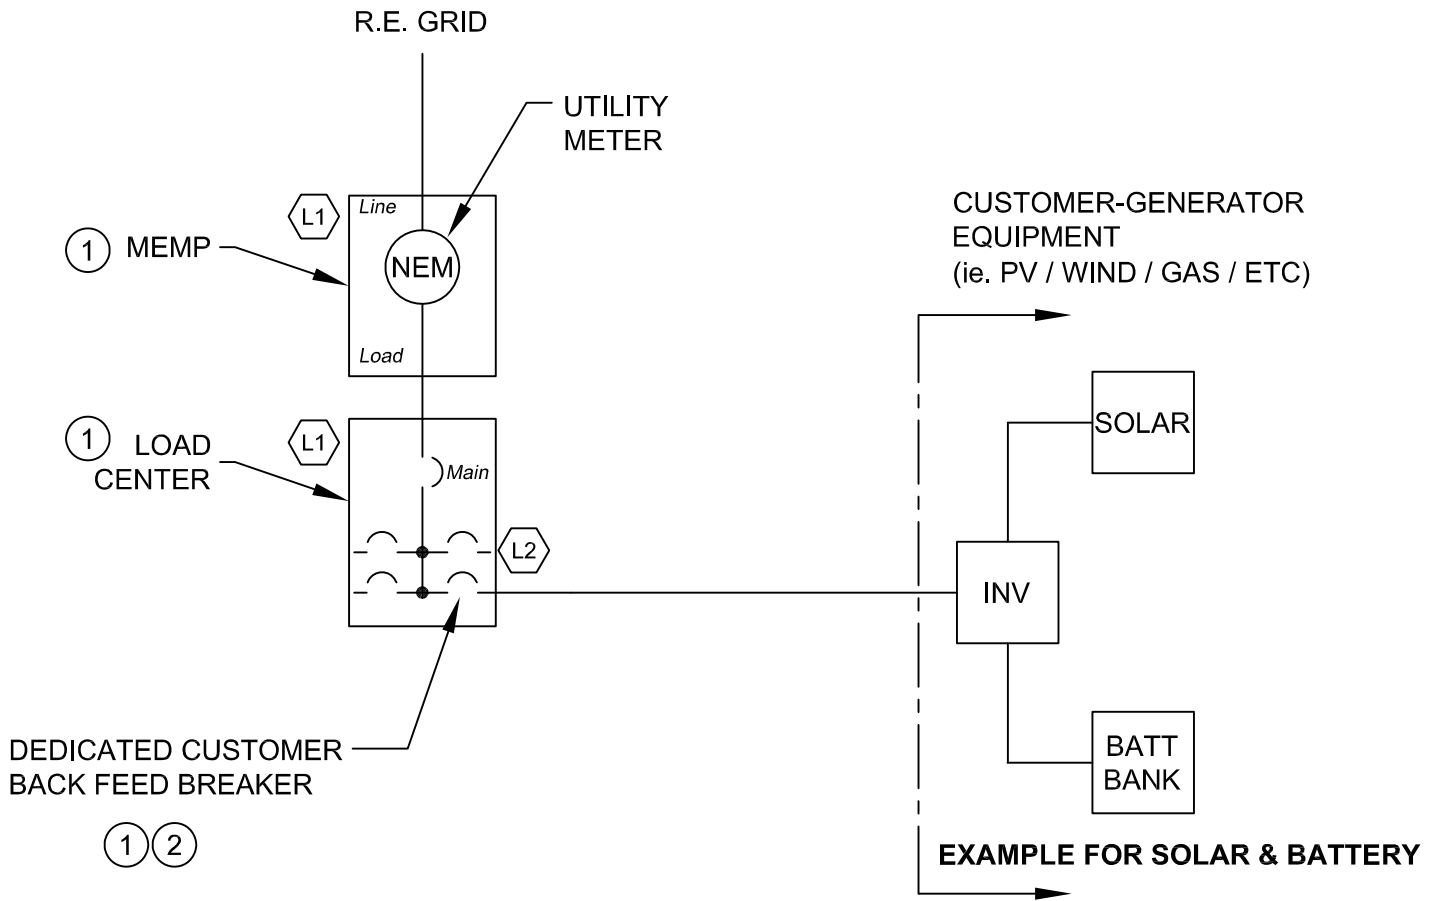 R.E. GRID
UTILITY
METER
L1
Line
1 MEMP
NEM
Load
CUSTOMER-GENERATOR
EQUIPMENT
(ie. PV / WIND / GAS / ETC)
1 LOAD
CENTER
L1
Main
L2
SOLAR
INV
BATT
BANK
DEDICATED CUSTOMER
BACK FEED BREAKER
1 2
EXAMPLE FOR SOLAR & BATTERY